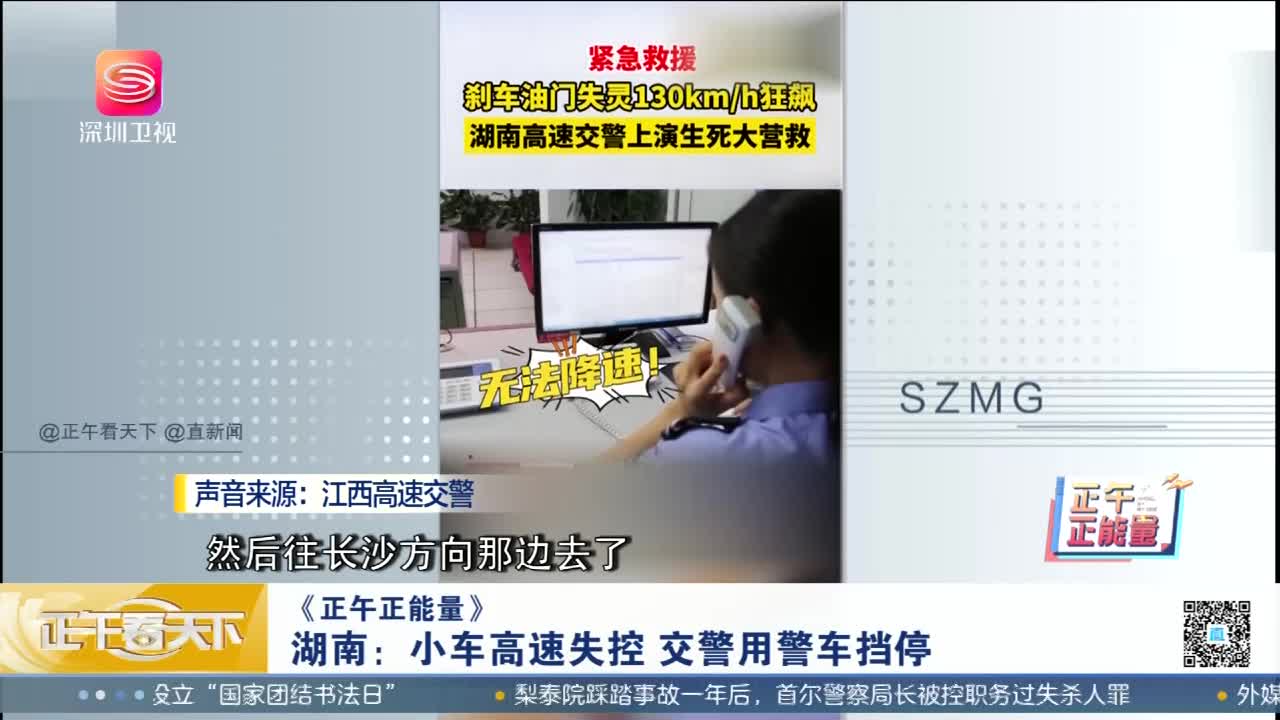 深圳卫视
紧急救援
刹车油门失灵130km/h狂飙
湖南高速交警上演生死大营救
无法降速！
SZMG
@正午看天下 @直新闻
声音来源：江西高速交警
正午
正能量
然后往长沙方向那边去了
正午看天下
《正午正能量》
湖南：小车高速失控 交警用警车挡停
设立“国家团结书法日”
梨泰院踩踏事故一年后，首尔警察局长被控职务过失杀人罪
外媒